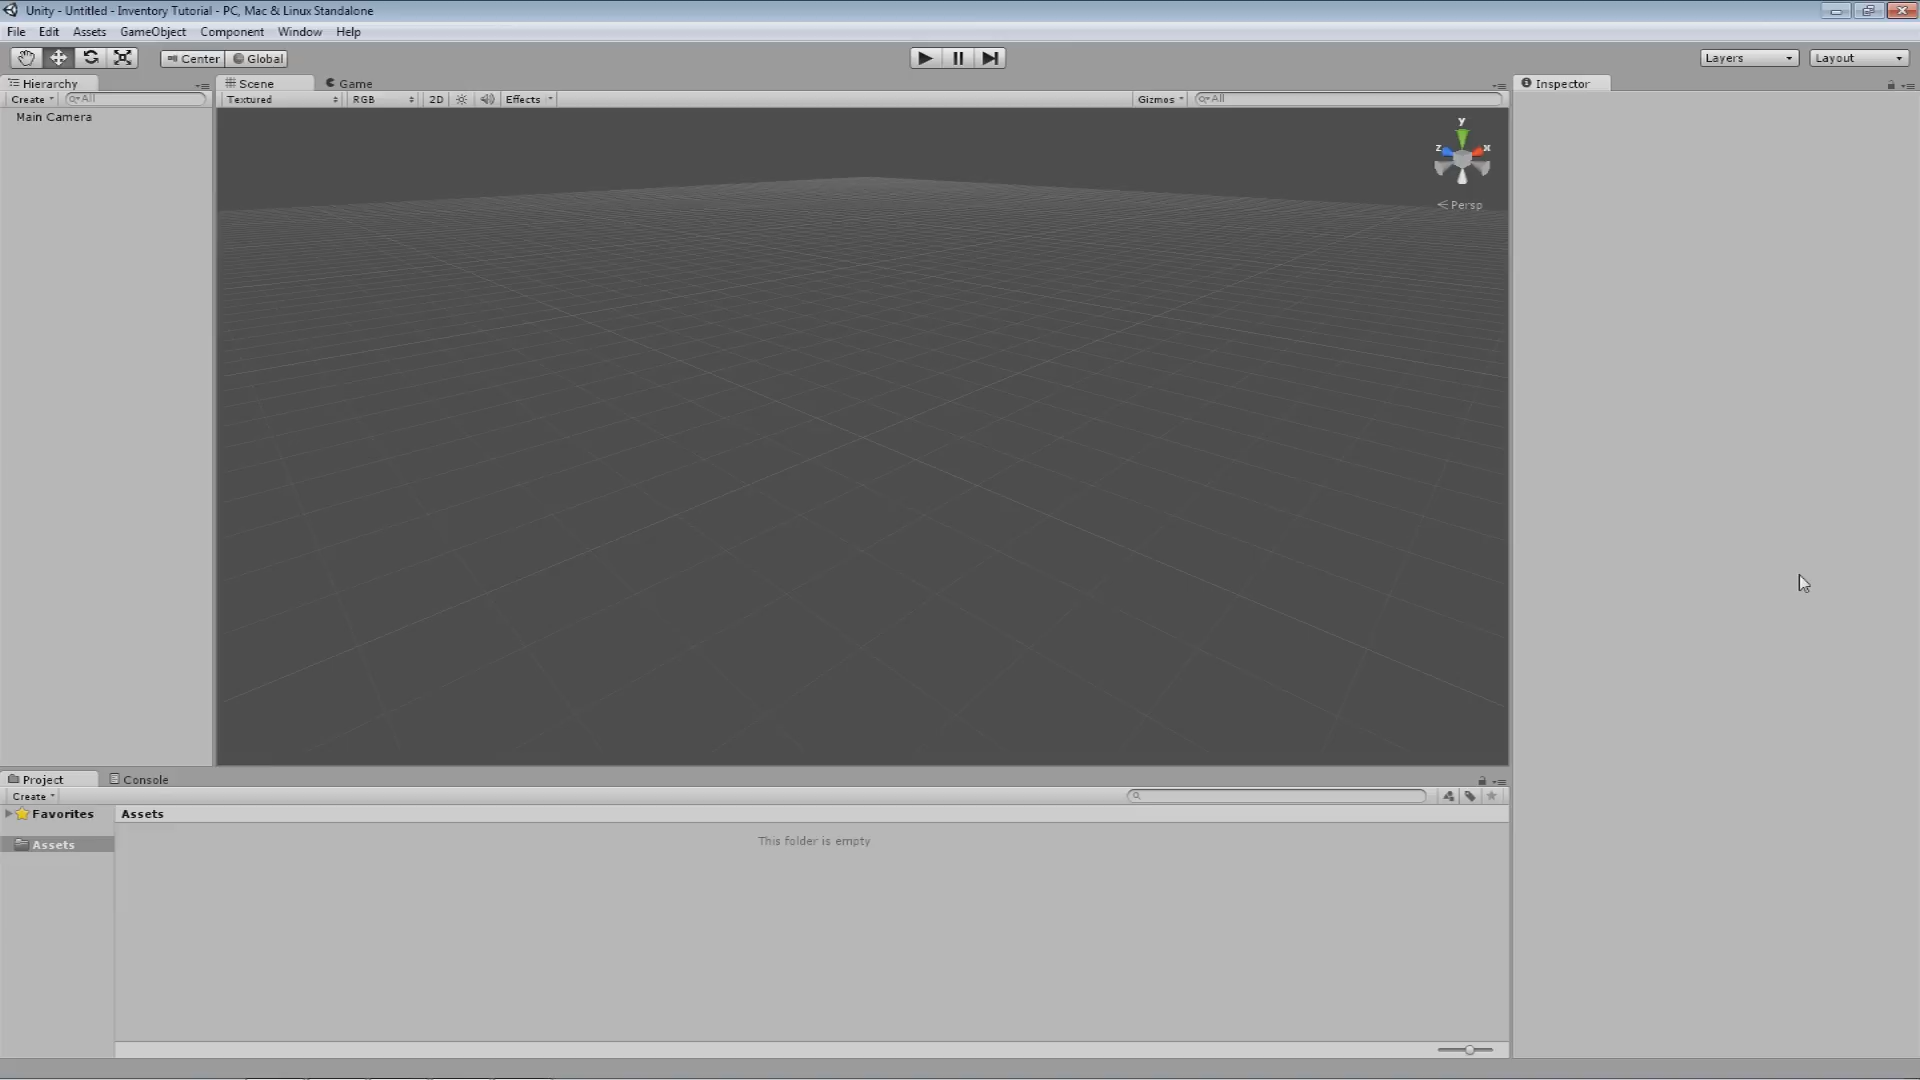 Unity - Untitled - Inventory Tutorial - PC, Mac & Linux Standalone
File Edit Assets GameObject Component Window Help
Center Global Layers Layout
Hierarchy Scene Game Inspector
Create All Textured RGB 2D Effects Gizmos All
Main Camera
y
z x
Persp
Project Console
Create
Favorites Assets
Assets This folder is empty